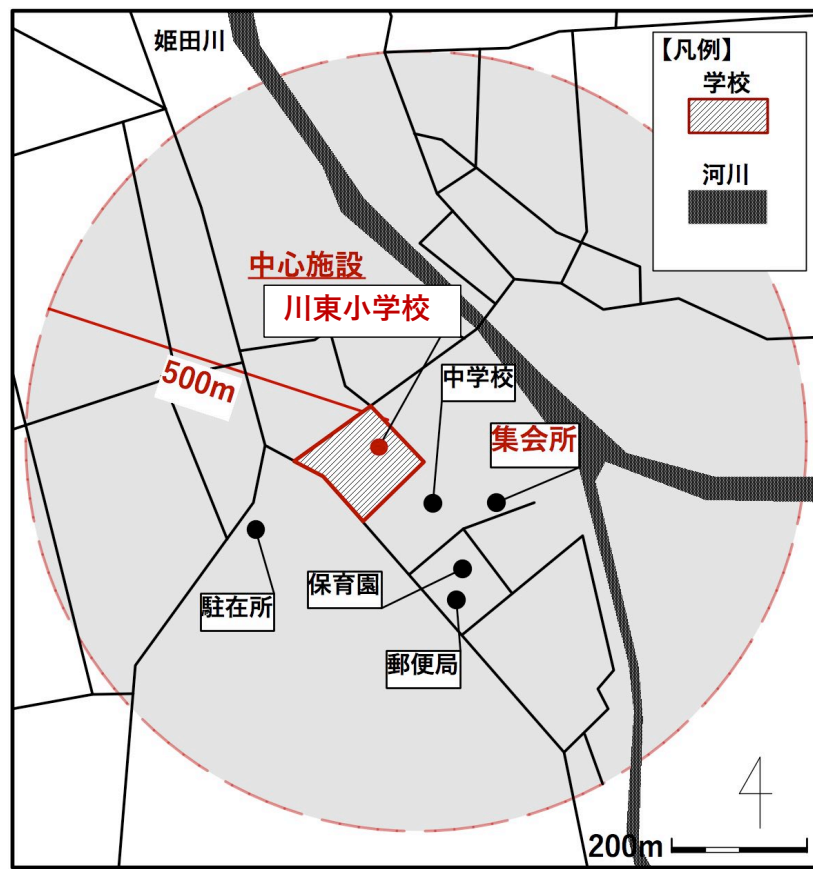 姫田川
【凡例】
学校
河川
中心施設
川東小学校
500m
中学校
集会所
駐在所
保育園
郵便局
200m